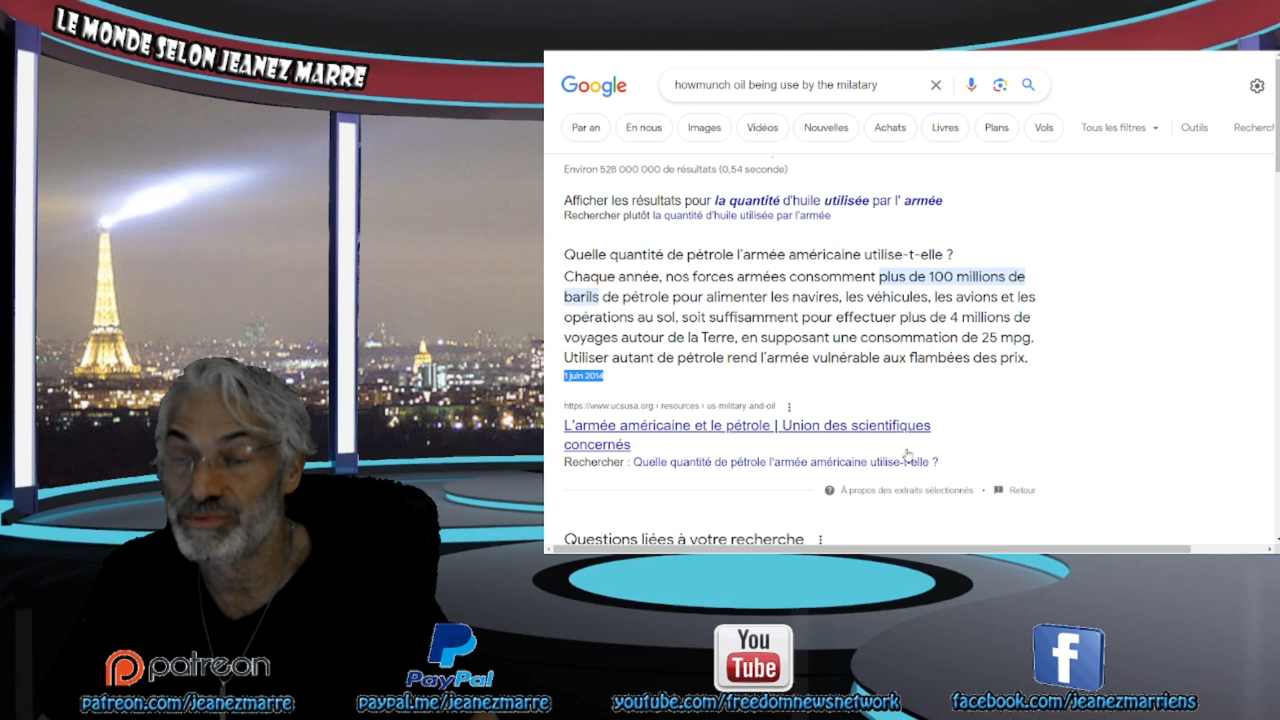 LE MONDE SELON JEANEZ MARRE
Google
howmunch oil being use by the milatary
Par an
En nous
Images
Vidéos
Nouvelles
Achats
Livres
Plans
Vols
Tous les filtres
Outils
Recherch
Environ 528 000 000 de résultats (0,54 seconde)
Afficher les résultats pour la quantité d'huile utilisée par l' armée
Rechercher plutôt la quantité d'huile utilisée par l'armée
Quelle quantité de pétrole l'armée américaine utilise-t-elle ?
Chaque année, nos forces armées consomment plus de 100 millions de
barils de pétrole pour alimenter les navires, les véhicules, les avions et les
opérations au sol, soit suffisamment pour effectuer plus de 4 millions de
voyages autour de la Terre, en supposant une consommation de 25 mpg.
Utiliser autant de pétrole rend l'armée vulnérable aux flambées des prix.
1 juin 2014
https://www.ucsusa.org › resources › us-military-and-oil
L'armée américaine et le pétrole | Union des scientifiques
concernés
Rechercher : Quelle quantité de pétrole l'armée américaine utilise-t-elle ?
À propos des extraits sélectionnés • Retour
Questions liées à votre recherche
patreon
patreon.com/jeanezmarre
PayPal
paypal.me/jeanezmarre
You
Tube
youtube.com/freedomnewsnetwork
f
facebook.com/jeanezmarriens